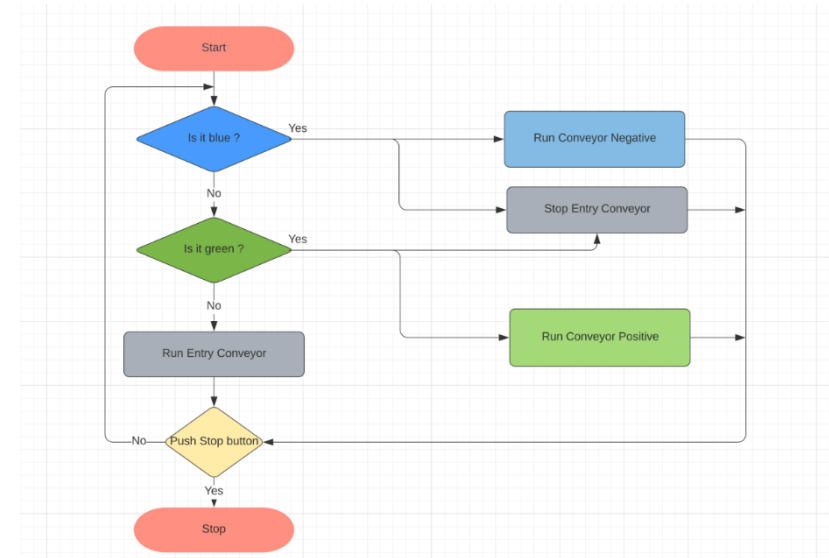 Start
Is it blue ?
Yes
Run Conveyor Negative
No
Stop Entry Conveyor
Is it green ?
Yes
No
Run Conveyor Positive
Run Entry Conveyor
No
Push Stop button
Yes
Stop